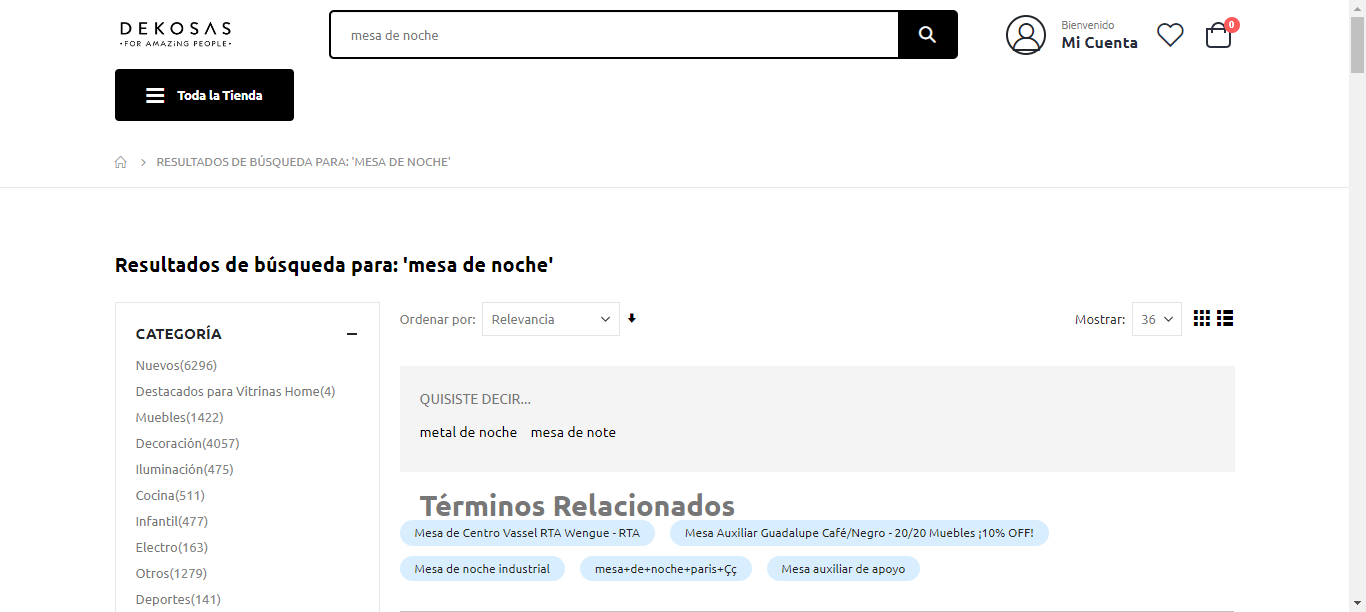 DEKOSAS
•FOR AMAZING PEOPLE•
mesa de noche
Bienvenido
Mi Cuenta
0
Toda la Tienda
RESULTADOS DE BÚSQUEDA PARA: 'MESA DE NOCHE'
Resultados de búsqueda para: 'mesa de noche'
CATEGORÍA
Nuevos(6296)
Destacados para Vitrinas Home(4)
Muebles(1422)
Decoración(4057)
Iluminación(475)
Cocina(511)
Infantil(477)
Electro(163)
Otros(1279)
Deportes(141)
Ordenar por: Relevancia
Mostrar: 36
QUISISTE DECIR...
metal de noche mesa de note
Términos Relacionados
Mesa de Centro Vassel RTA Wengue - RTA Mesa Auxiliar Guadalupe Café/Negro - 20/20 Muebles ¡10% OFF!
Mesa de noche industrial mesa+de+noche+paris+Çç Mesa auxiliar de apoyo